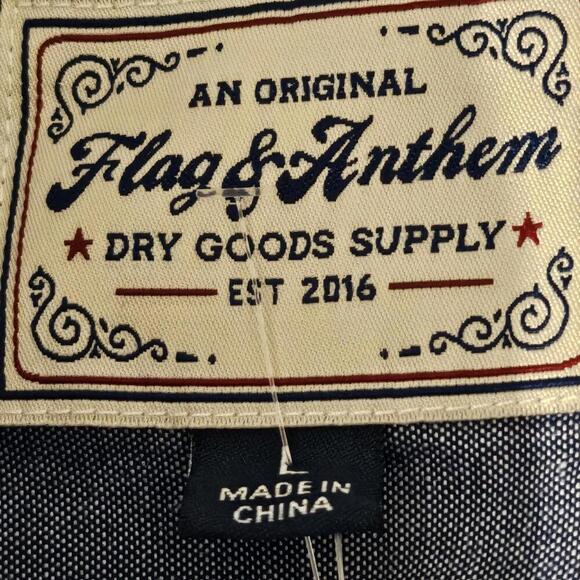 AN ORIGINAL
Flag & Anthem
DRY GOODS SUPPLY
EST 2016
L
MADE IN
CHINA